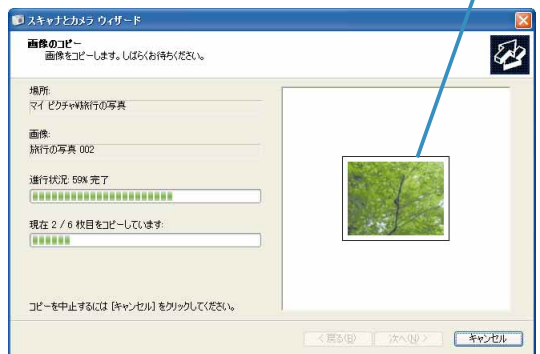 スキャナとカメラ ウィザード
画像のコピー
画像をコピーします。しばらくお待ちください。
場所:
マイ ピクチャ¥旅行の写真
画像:
旅行の写真 002
進行状況: 59% 完了
現在 2 / 6 枚目をコピーしています:
コピーを中止するには [キャンセル] をクリックしてください。
< 戻る(B)
次へ(N) >
キャンセル